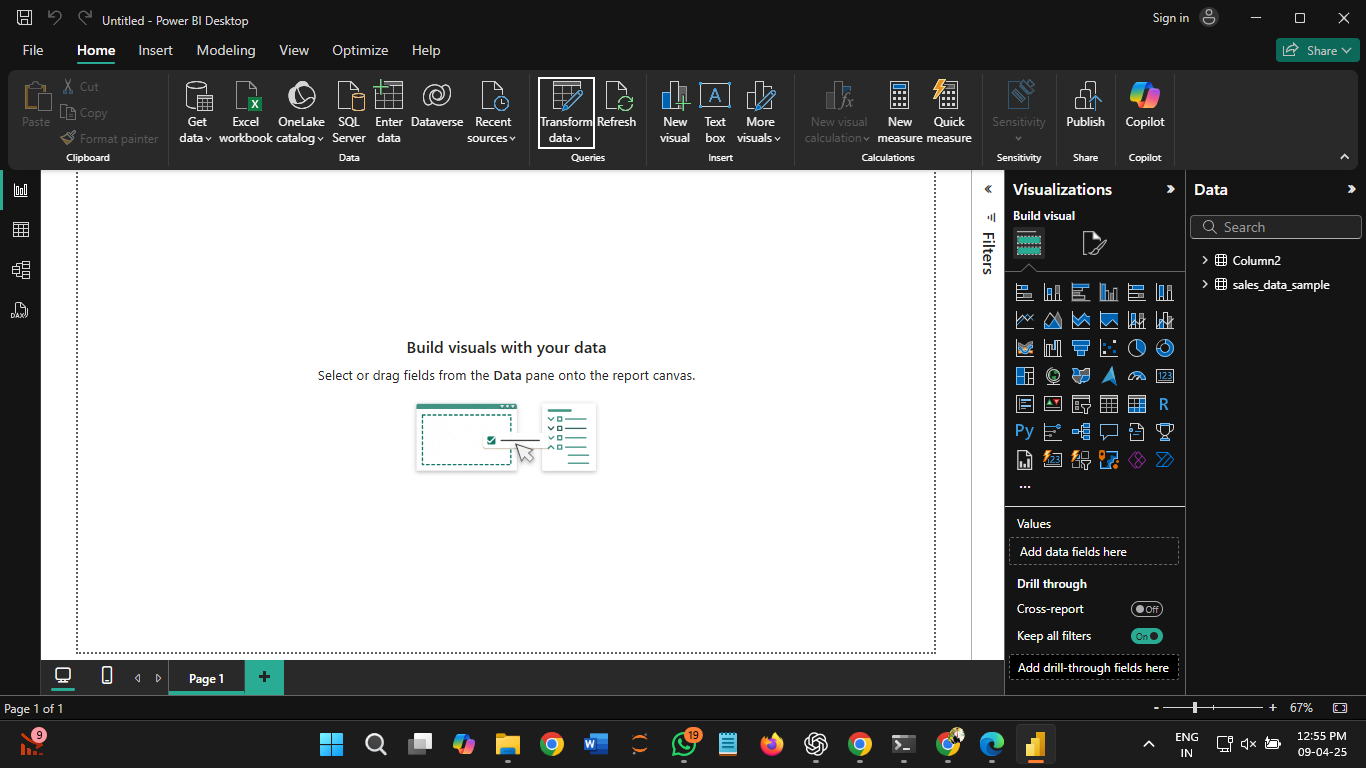 Untitled - Power BI Desktop
Sign in
File Home Insert Modeling View Optimize Help
Share
Paste
Cut
Copy
Format painter
Clipboard
Get data
Excel workbook
OneLake catalog
SQL Server
Enter data
Dataverse
Recent sources
Data
Transform data
Refresh
Queries
New visual
Text box
More visuals
Insert
New visual calculation
New measure
Quick measure
Calculations
Sensitivity
Sensitivity
Publish
Share
Copilot
Copilot
DAX
Build visuals with your data
Select or drag fields from the Data pane onto the report canvas.
Filters
Visualizations
Build visual
123
R
Py
123
...
Values
Add data fields here
Drill through
Cross-report
Off
Keep all filters
On
Add drill-through fields here
Data
Search
Column2
sales_data_sample
Page 1
+
Page 1 of 1
- + 67%
9
19
ENG
IN
12:55 PM
09-04-25